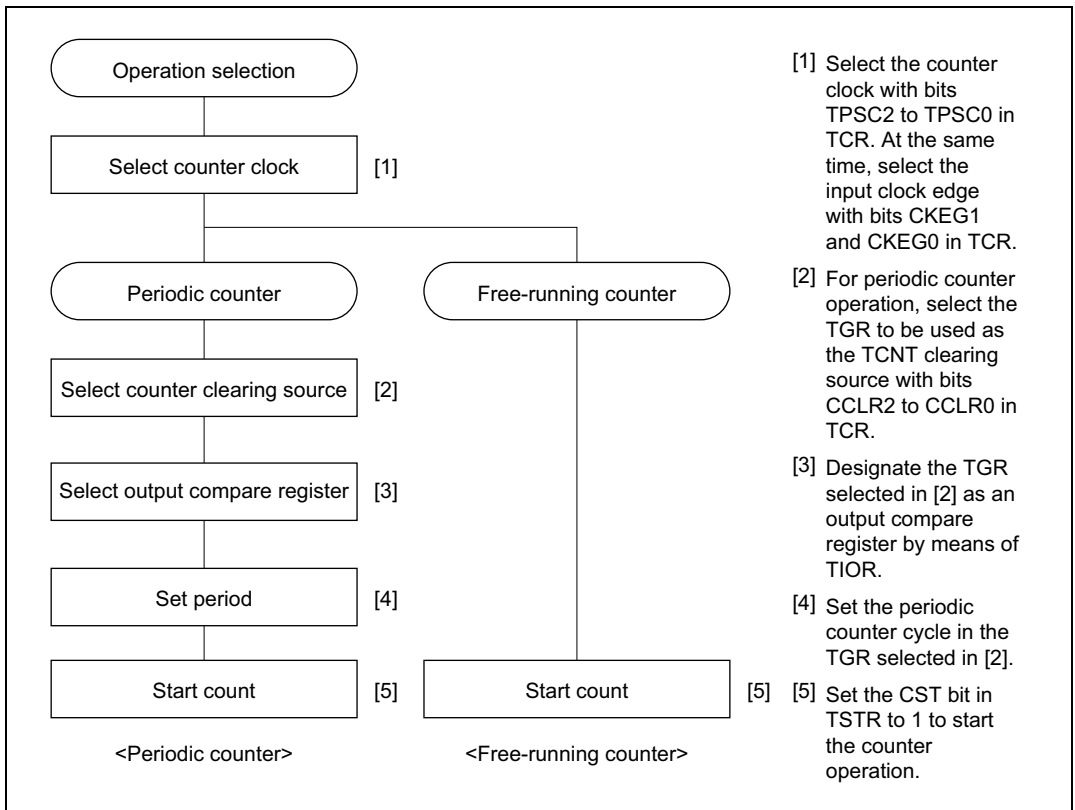 Operation selection
Select counter clock
[1]
Periodic counter
Free-running counter
Select counter clearing source
[2]
Select output compare register
[3]
Set period
[4]
Start count
[5]
Start count
[5]
<Periodic counter>
<Free-running counter>
[1] Select the counter
clock with bits
TPSC2 to TPSC0 in
TCR. At the same
time, select the
input clock edge
with bits CKEG1
and CKEG0 in TCR.
[2] For periodic counter
operation, select the
TGR to be used as
the TCNT clearing
source with bits
CCLR2 to CCLR0 in
TCR.
[3] Designate the TGR
selected in [2] as an
output compare
register by means of
TIOR.
[4] Set the periodic
counter cycle in the
TGR selected in [2].
[5] Set the CST bit in
TSTR to 1 to start
the counter
operation.